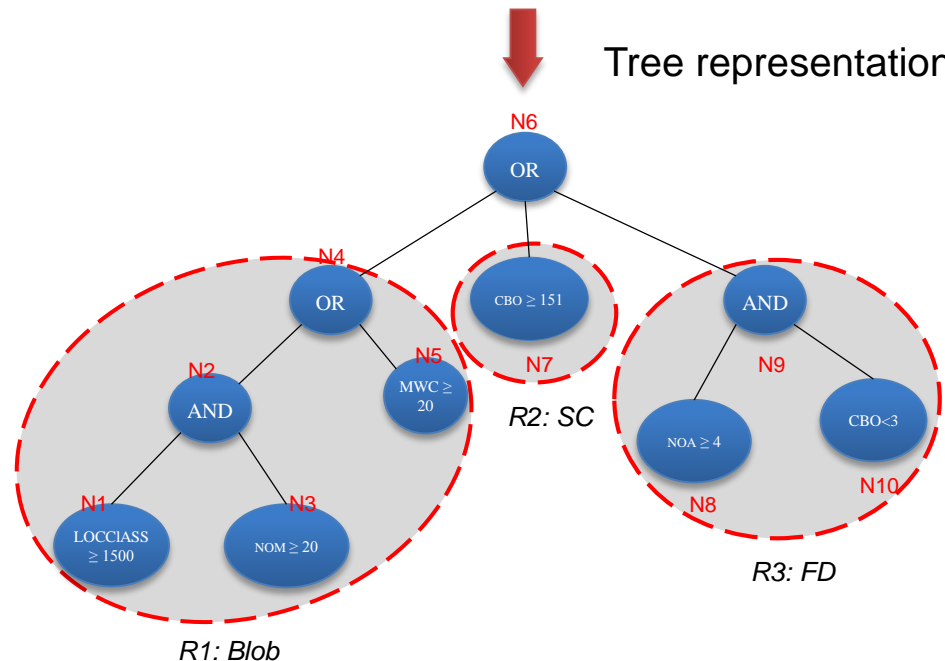 Tree representation
N6
OR
N4
OR
CBO ≥ 151
AND
N2
N5
N7
N9
AND
MWC ≥
20
R2: SC
NOA ≥ 4
CBO<3
N1
N3
N8
N10
LOCClASS
≥ 1500
NOM ≥ 20
R3: FD
R1: Blob